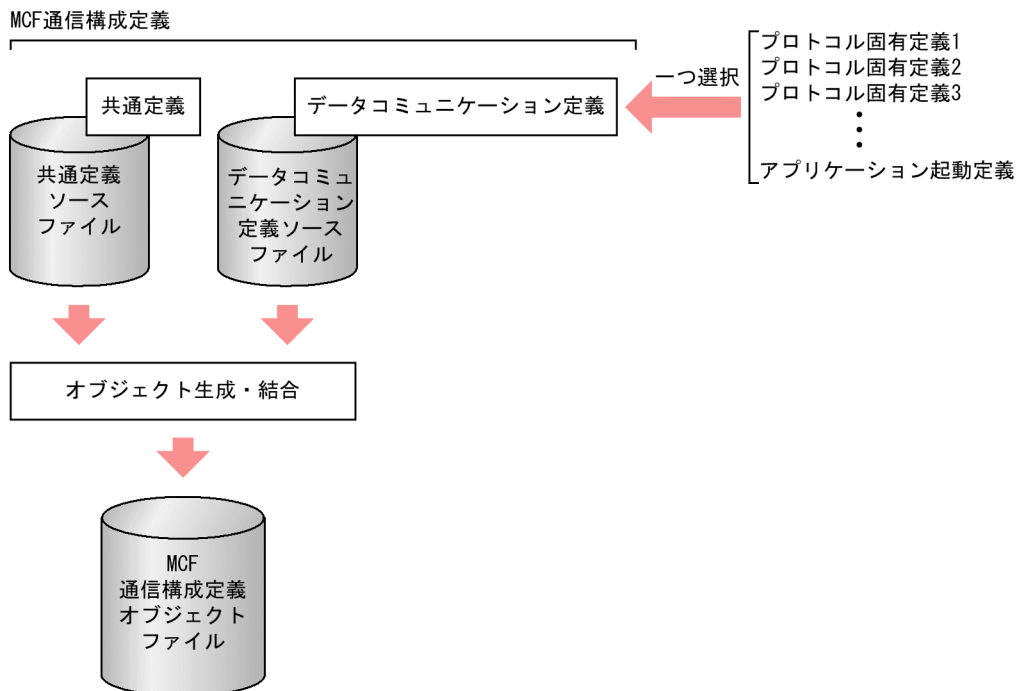 MCF通信構成定義
プロトコル固有定義1
プロトコル固有定義2
プロトコル固有定義3
アプリケーション起動定義
一つ選択
共通定義
データコミュニケーション定義
共通定義
ソース
ファイル
データコミュ
ニケーション
定義ソース
ファイル
オブジェクト生成・結合
MCF
通信構成定義
オブジェクト
ファイル